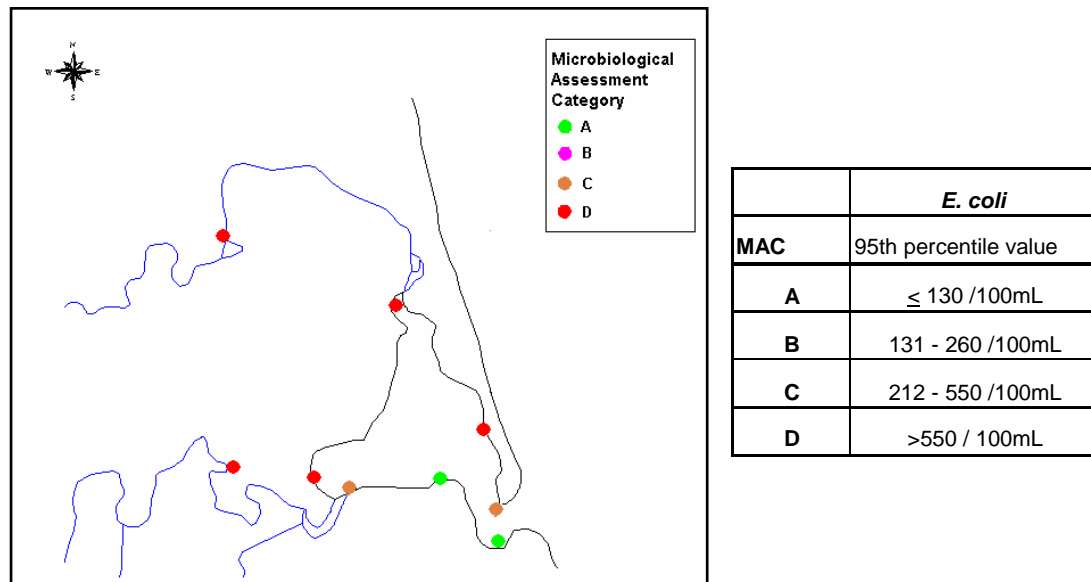 N
W E
S
Microbiological
Assessment
Category
A
B
C
D
E. coli
MAC 95th percentile value
A ≤ 130 /100mL
B 131 - 260 /100mL
C 212 - 550 /100mL
D >550 / 100mL